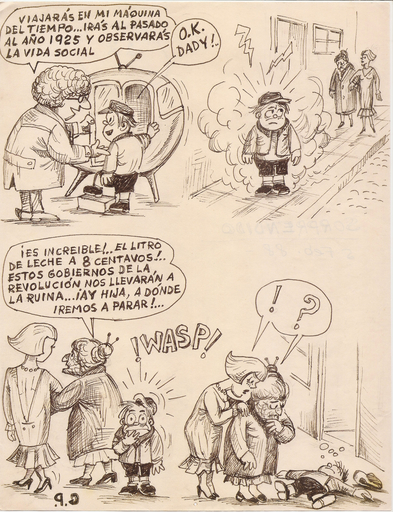 VIAJARÁS EN MI MÁQUINA
DEL TIEMPO...IRÁS AL PASADO
AL AÑO 1925 Y OBSERVARÁS
LA VIDA SOCIAL
O.K.
DADY!..
¡ES INCREIBLE!..EL LITRO
DE LECHE A 8 CENTAVOS!..
ESTOS GOBIERNOS DE LA
REVOLUCIÓN NOS LLEVARÁN A
LA RUINA...¡AY HIJA, A DÓNDE
IREMOS A PARAR!...
¡WASP!
! ?